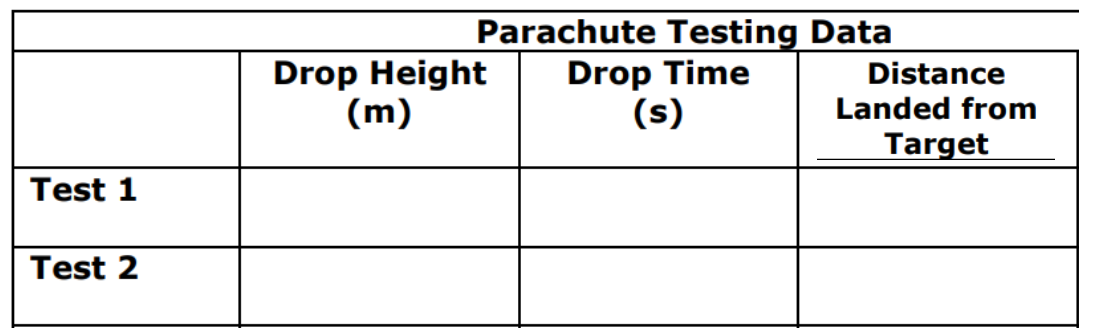 Parachute Testing Data
Drop Height
(m)
Drop Time
(s)
Distance
Landed from
Target
Test 1
Test 2